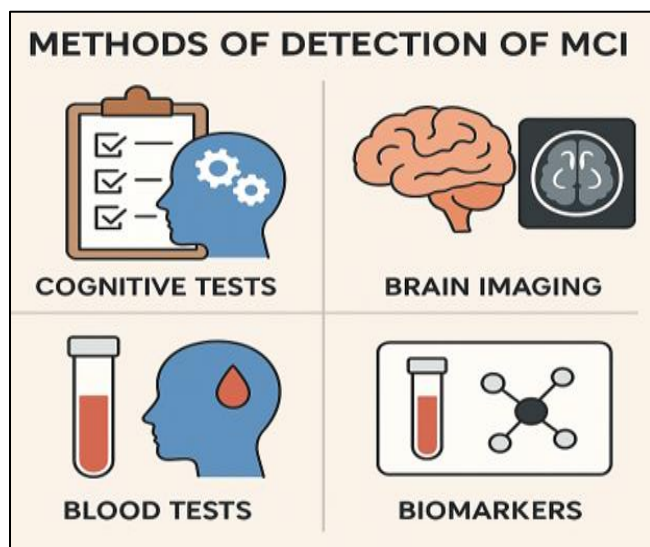 METHODS OF DETECTION OF MCI
COGNITIVE TESTS
BRAIN IMAGING
BLOOD TESTS
BIOMARKERS